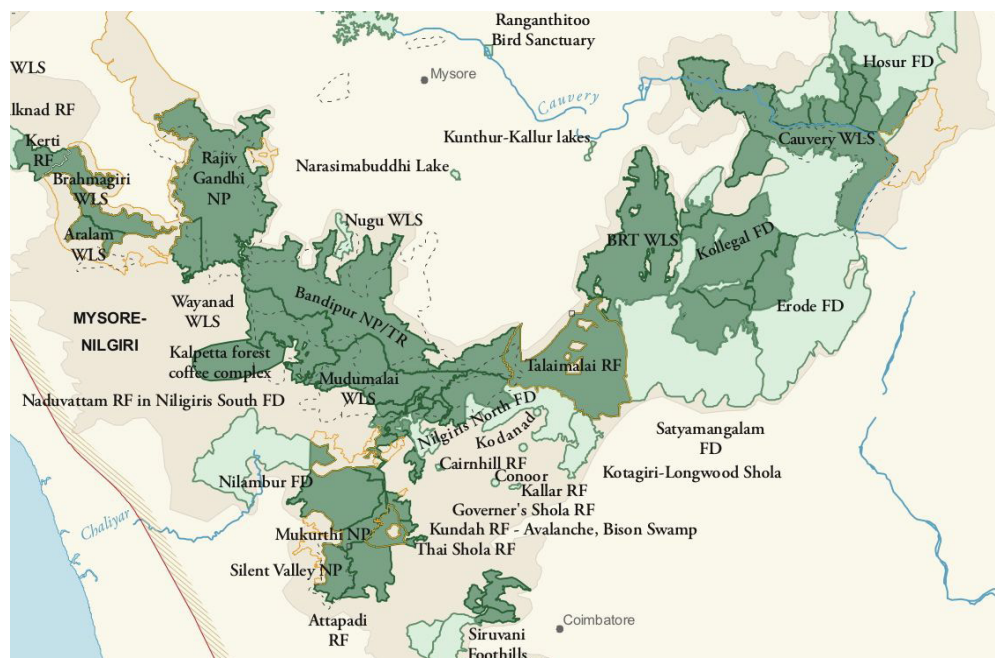 Ranganthitoo
Bird Sanctuary
Hosur FD
WLS
Mysore
Cauvery
lknad RF
Kerti
RF
Kunthur-Kallur lakes
Cauvery WLS
Rajiv
Gandhi
NP
Narasimabuddhi Lake
Brahmagiri
WLS
Nugu WLS
Aralam
WLS
BRT WLS
Kollegal FD
Wayanad
WLS
Bandipur NP/TR
Erode FD
MYSORE-
NILGIRI
Kalpetta forest
coffee complex
Mudumalai
WLS
Talaimalai RF
Naduvattam RF in Niligiris South FD
Nilgiris North FD
Kodanad
Satyamangalam
FD
Cairnhill RF
Kotagiri-Longwood Shola
Conoor
Nilambur FD
Kallar RF
Governer's Shola RF
Chaliyar
Mukurthi NP
Kundah RF - Avalanche, Bison Swamp
Thai Shola RF
Silent Valley NP
Attapadi
RF
Coimbatore
Siruvani
Foothills